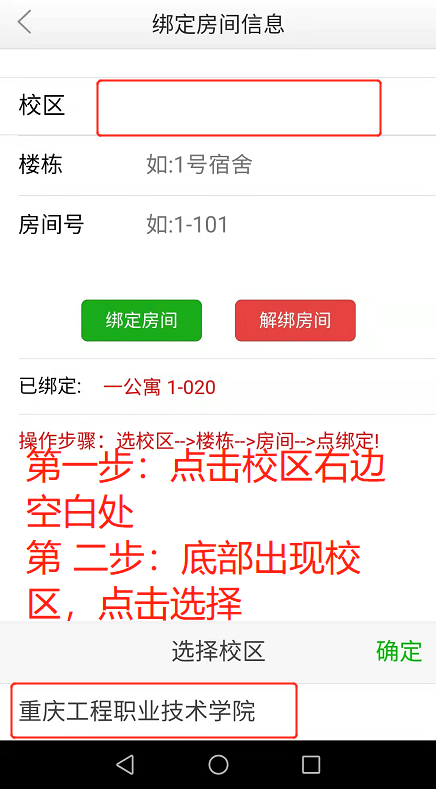 绑定房间信息
校区
楼栋 如:1号宿舍
房间号 如:1-101
绑定房间 解绑房间
已绑定: 一公寓 1-020
操作步骤：选校区-->楼栋-->房间-->点绑定!
第一步：点击校区右边
空白处
第 二步：底部出现校
区，点击选择
选择校区 确定
重庆工程职业技术学院